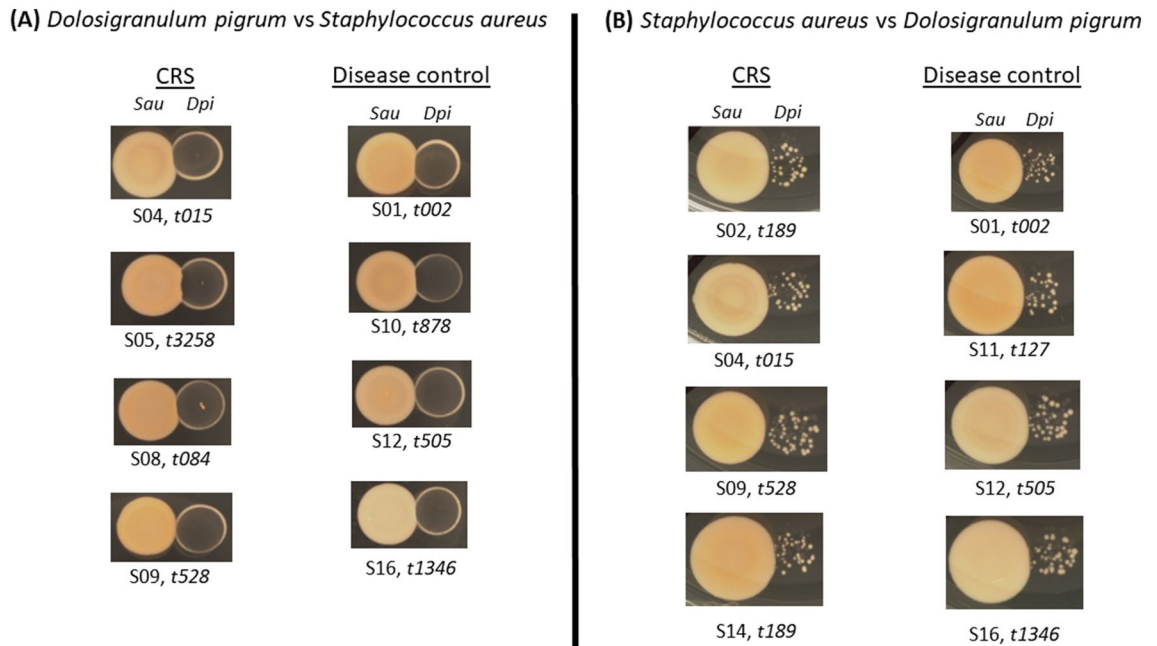 (A) Dolosigranulum pigrum vs Staphylococcus aureus
CRS
Disease control
Sau Dpi
Sau Dpi
S04, t015
S01, t002
S05, t3258
S10, t878
S08, t084
S12, t505
S09, t528
S16, t1346
(B) Staphylococcus aureus vs Dolosigranulum pigrum
CRS
Disease control
Sau Dpi
Sau Dpi
S02, t189
S01, t002
S04, t015
S11, t127
S09, t528
S12, t505
S14, t189
S16, t1346